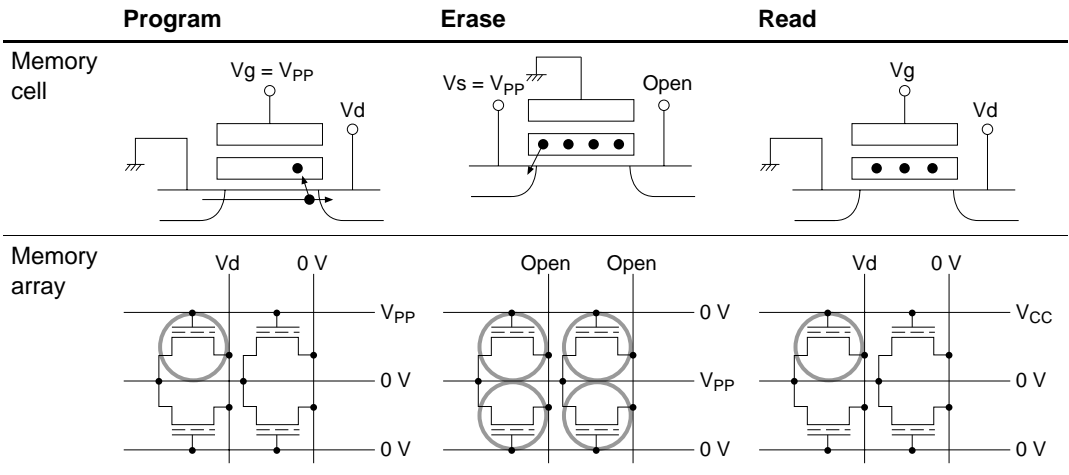 Program Erase Read
Memory cell
Vg = VPP
Vd
Vs = VPP
Open
Vg
Vd
Memory array
Vd 0 V
VPP
0 V
0 V
Open Open
0 V
VPP
0 V
Vd 0 V
VCC
0 V
0 V